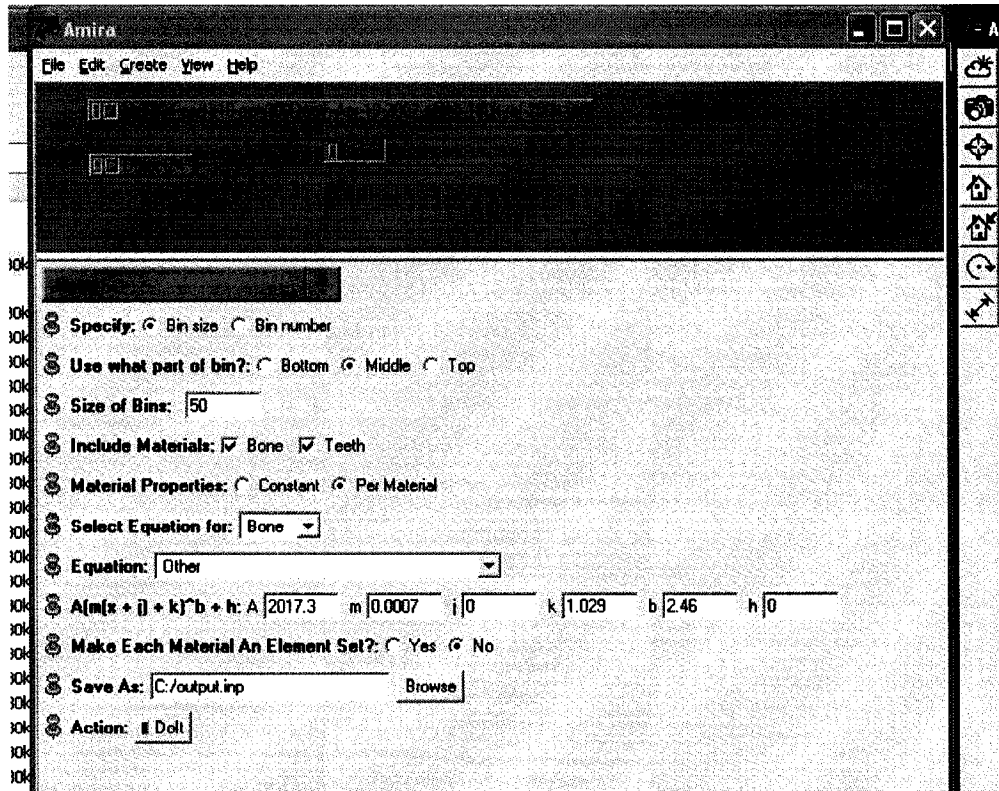 Amira
File Edit Create View Help
Specify: Bin size Bin number
Use what part of bin?: Bottom Middle Top
Size of Bins: 50
Include Materials: Bone Teeth
Material Properties: Constant Per Material
Select Equation for: Bone
Equation: Other
A(m(x + j) + k)^b + h: A 2017.3 m 0.0007 j 0 k 1.029 b 2.46 h 0
Make Each Material An Element Set?: Yes No
Save As: C:/output.inp Browse
Action: DoIt